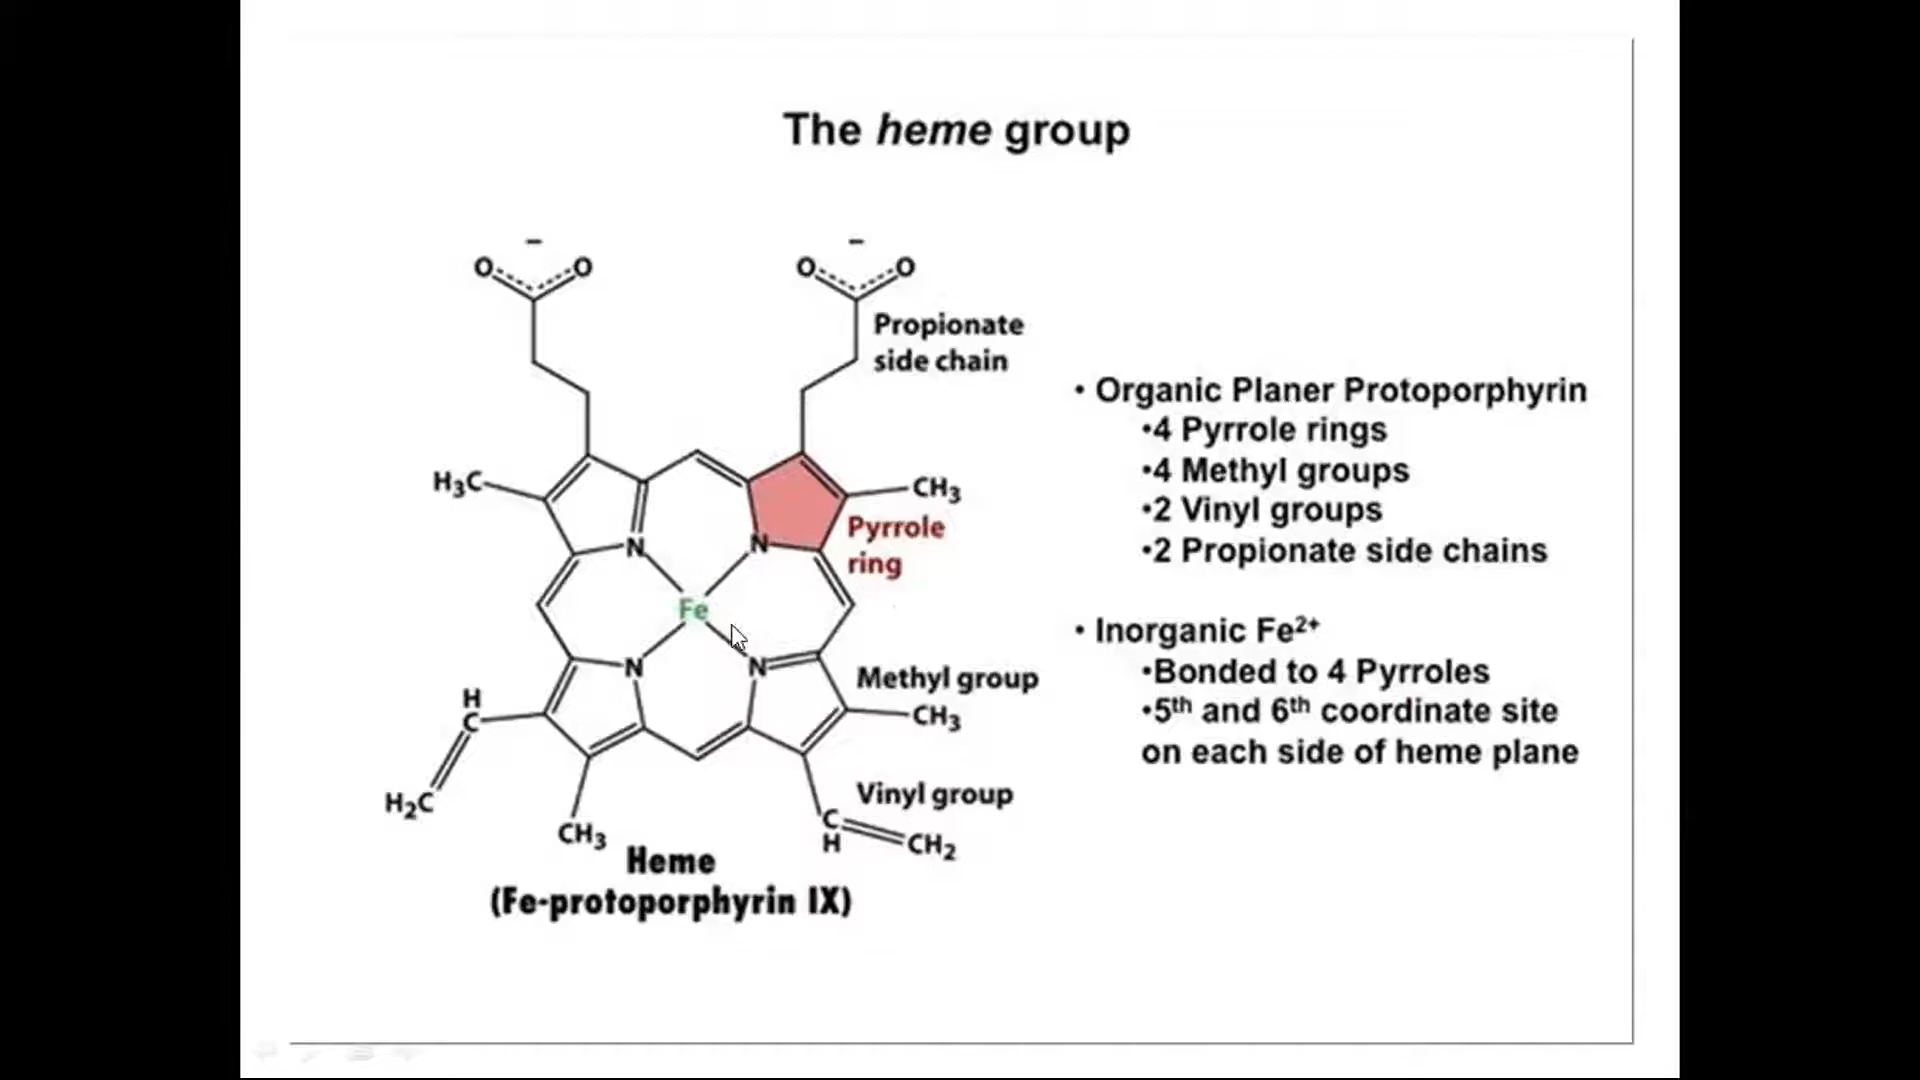 The heme group
− −
O O O O
Propionate
side chain
H₃C CH₃
Pyrrole
ring
N N
Fe
N N
Methyl group
CH₃
H
C
H₂C
Vinyl group
C
H
CH₂
CH₃
Heme
(Fe-protoporphyrin IX)
• Organic Planer Protoporphyrin
•4 Pyrrole rings
•4 Methyl groups
•2 Vinyl groups
•2 Propionate side chains
• Inorganic Fe²⁺
•Bonded to 4 Pyrroles
•5th and 6th coordinate site
on each side of heme plane